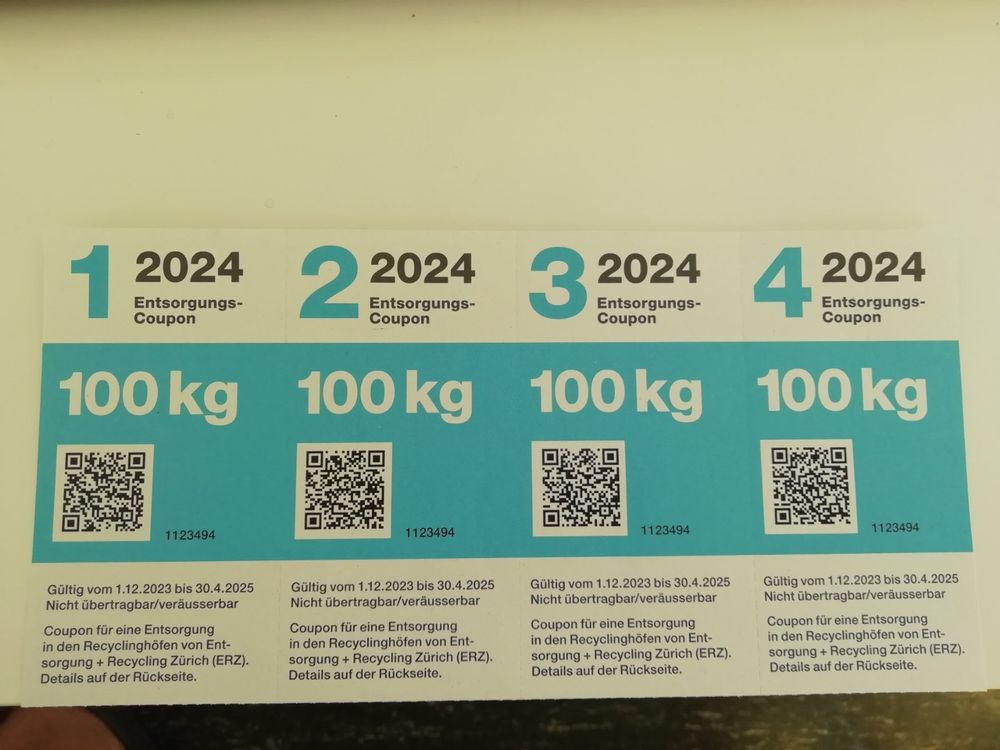 1
2024
Entsorgungs-
Coupon
100 kg
1123494
Gültig vom 1.12.2023 bis 30.4.2025
Nicht übertragbar/veräusserbar
Coupon für eine Entsorgung
in den Recyclinghöfen von Ent-
sorgung + Recycling Zürich (ERZ).
Details auf der Rückseite.
2
2024
Entsorgungs-
Coupon
100 kg
1123494
Gültig vom 1.12.2023 bis 30.4.2025
Nicht übertragbar/veräusserbar
Coupon für eine Entsorgung
in den Recyclinghöfen von Ent-
sorgung + Recycling Zürich (ERZ).
Details auf der Rückseite.
3
2024
Entsorgungs-
Coupon
100 kg
1123494
Gültig vom 1.12.2023 bis 30.4.2025
Nicht übertragbar/veräusserbar
Coupon für eine Entsorgung
in den Recyclinghöfen von Ent-
sorgung + Recycling Zürich (ERZ).
Details auf der Rückseite.
4
2024
Entsorgungs-
Coupon
100 kg
1123494
Gültig vom 1.12.2023 bis 30.4.2025
Nicht übertragbar/veräusserbar
Coupon für eine Entsorgung
in den Recyclinghöfen von Ent-
sorgung + Recycling Zürich (ERZ).
Details auf der Rückseite.